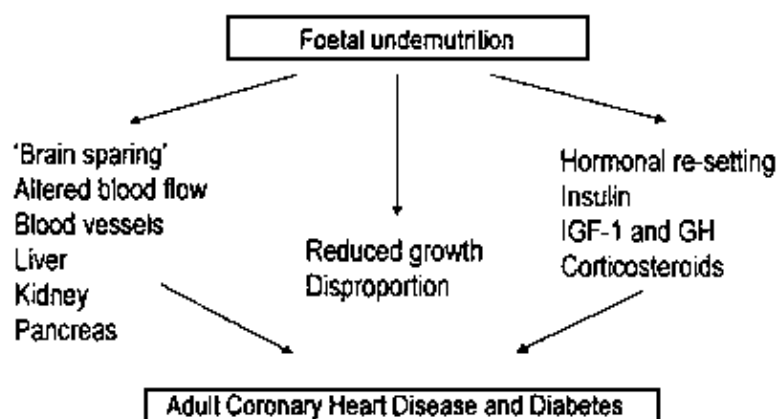 Foetal undernutrition
'Brain sparing'
Altered blood flow
Blood vessels
Liver
Kidney
Pancreas
Reduced growth
Disproportion
Hormonal re-setting
Insulin
IGF-1 and GH
Corticosteroids
Adult Coronary Heart Disease and Diabetes